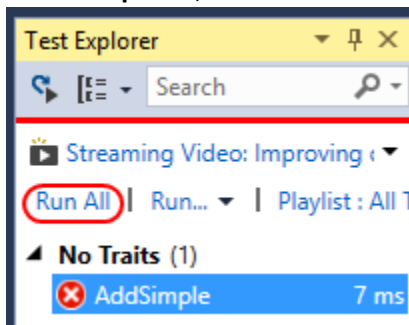 Test Explorer
Search
Streaming Video: Improving
Run All | Run... | Playlist : All
No Traits (1)
AddSimple 7 ms